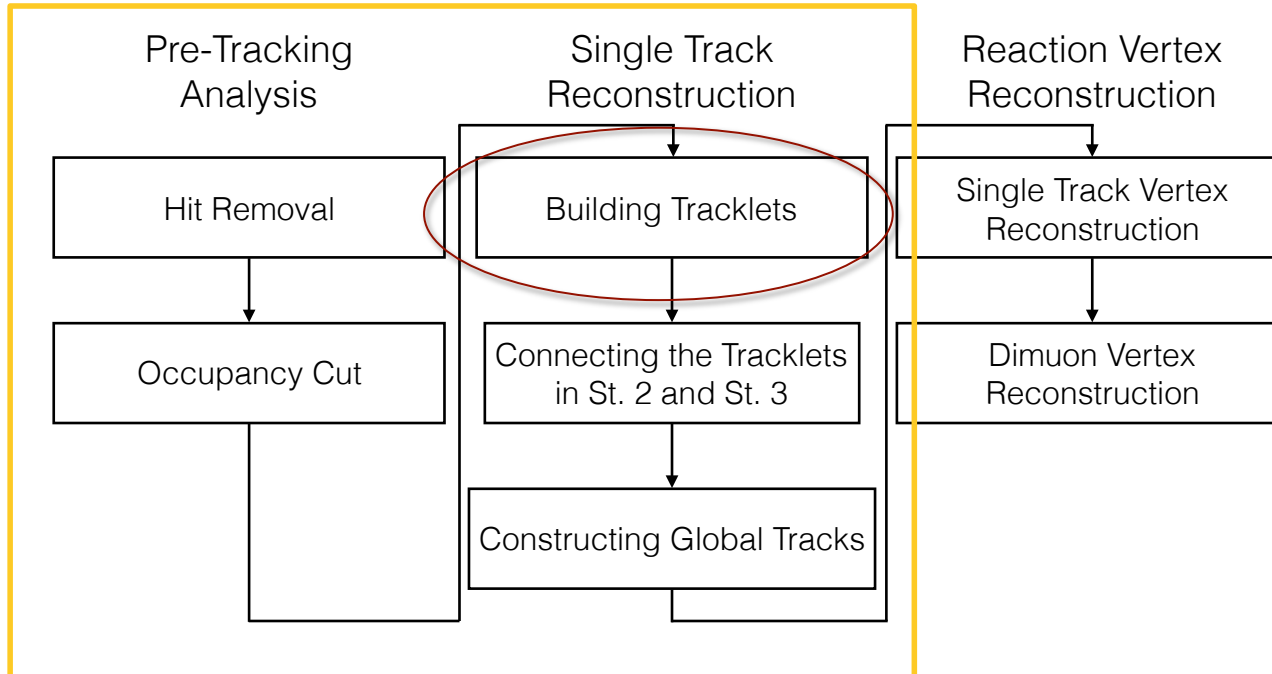 Pre-Tracking
Analysis
Hit Removal
Occupancy Cut
Single Track
Reconstruction
Building Tracklets
Connecting the Tracklets
in St. 2 and St. 3
Constructing Global Tracks
Reaction Vertex
Reconstruction
Single Track Vertex
Reconstruction
Dimuon Vertex
Reconstruction